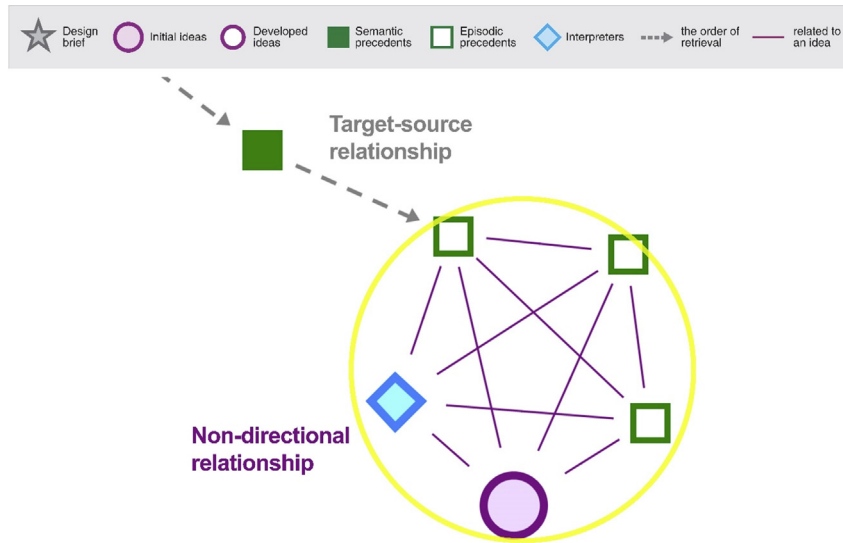 Design
brief
Initial ideas
Developed
ideas
Semantic
precedents
Episodic
precedents
Interpreters
the order of
retrieval
related to
an idea
Target-source
relationship
Non-directional
relationship